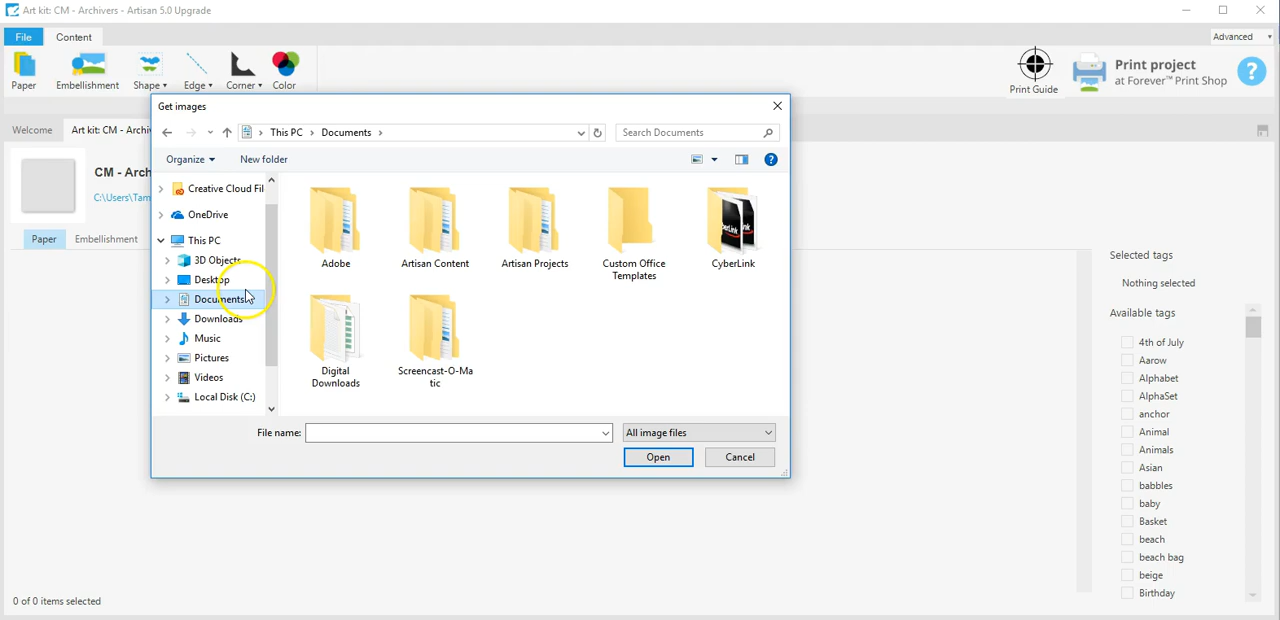 Art kit: CM - Archivers - Artisan 5.0 Upgrade
File
Content
Advanced
Paper
Embellishment
Shape
Edge
Corner
Color
Print Guide
Print project
at Forever™ Print Shop
?
Welcome
Art kit: CM - Archiv
CM - Arch
C:\Users\Tam
Paper
Embellishment
Get images
This PC > Documents >
Search Documents
Organize
New folder
?
Creative Cloud Fil
OneDrive
This PC
3D Objects
Desktop
Documents
Downloads
Music
Pictures
Videos
Local Disk (C:)
Adobe
Artisan Content
Artisan Projects
Custom Office
Templates
CyberLink
Digital
Downloads
Screencast-O-Ma
tic
File name:
All image files
Open
Cancel
Selected tags
Nothing selected
Available tags
4th of July
Aarow
Alphabet
AlphaSet
anchor
Animal
Animals
Asian
babbles
baby
Basket
beach
beach bag
beige
Birthday
0 of 0 items selected